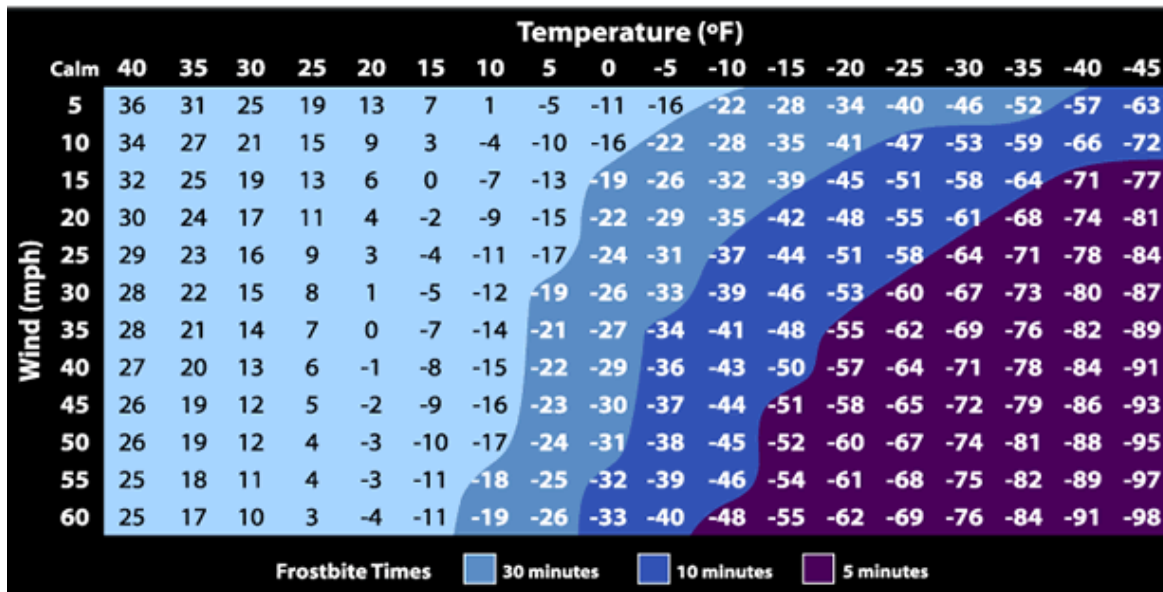 Temperature (ºF)
Calm 40 35 30 25 20 15 10 5 0 -5 -10 -15 -20 -25 -30 -35 -40 -45
5 36 31 25 19 13 7 1 -5 -11 -16 -22 -28 -34 -40 -46 -52 -57 -63
10 34 27 21 15 9 3 -4 -10 -16 -22 -28 -35 -41 -47 -53 -59 -66 -72
15 32 25 19 13 6 0 -7 -13 -19 -26 -32 -39 -45 -51 -58 -64 -71 -77
20 30 24 17 11 4 -2 -9 -15 -22 -29 -35 -42 -48 -55 -61 -68 -74 -81
25 29 23 16 9 3 -4 -11 -17 -24 -31 -37 -44 -51 -58 -64 -71 -78 -84
30 28 22 15 8 1 -5 -12 -19 -26 -33 -39 -46 -53 -60 -67 -73 -80 -87
35 28 21 14 7 0 -7 -14 -21 -27 -34 -41 -48 -55 -62 -69 -76 -82 -89
40 27 20 13 6 -1 -8 -15 -22 -29 -36 -43 -50 -57 -64 -71 -78 -84 -91
45 26 19 12 5 -2 -9 -16 -23 -30 -37 -44 -51 -58 -65 -72 -79 -86 -93
50 26 19 12 4 -3 -10 -17 -24 -31 -38 -45 -52 -60 -67 -74 -81 -88 -95
55 25 18 11 4 -3 -11 -18 -25 -32 -39 -46 -54 -61 -68 -75 -82 -89 -97
60 25 17 10 3 -4 -11 -19 -26 -33 -40 -48 -55 -62 -69 -76 -84 -91 -98
Wind (mph)
Frostbite Times 30 minutes 10 minutes 5 minutes